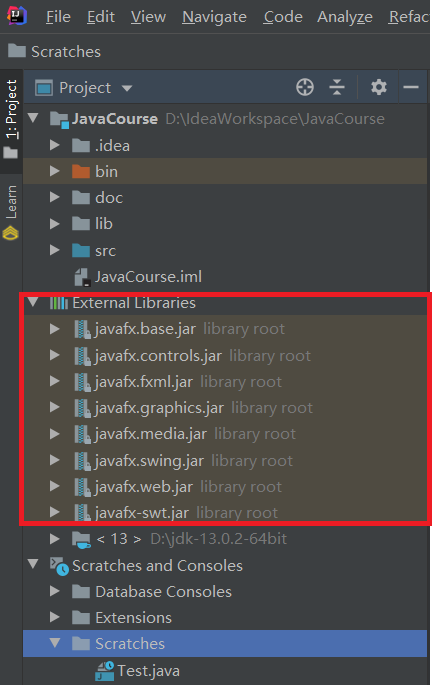 IJ File Edit View Navigate Code Analyze Refac
Scratches
1: Project
Learn
Project
JavaCourse D:\IdeaWorkspace\JavaCourse
.idea
bin
doc
lib
src
JavaCourse.iml
External Libraries
javafx.base.jar library root
javafx.controls.jar library root
javafx.fxml.jar library root
javafx.graphics.jar library root
javafx.media.jar library root
javafx.swing.jar library root
javafx.web.jar library root
javafx-swt.jar library root
< 13 > D:\jdk-13.0.2-64bit
Scratches and Consoles
Database Consoles
Extensions
Scratches
Test.java